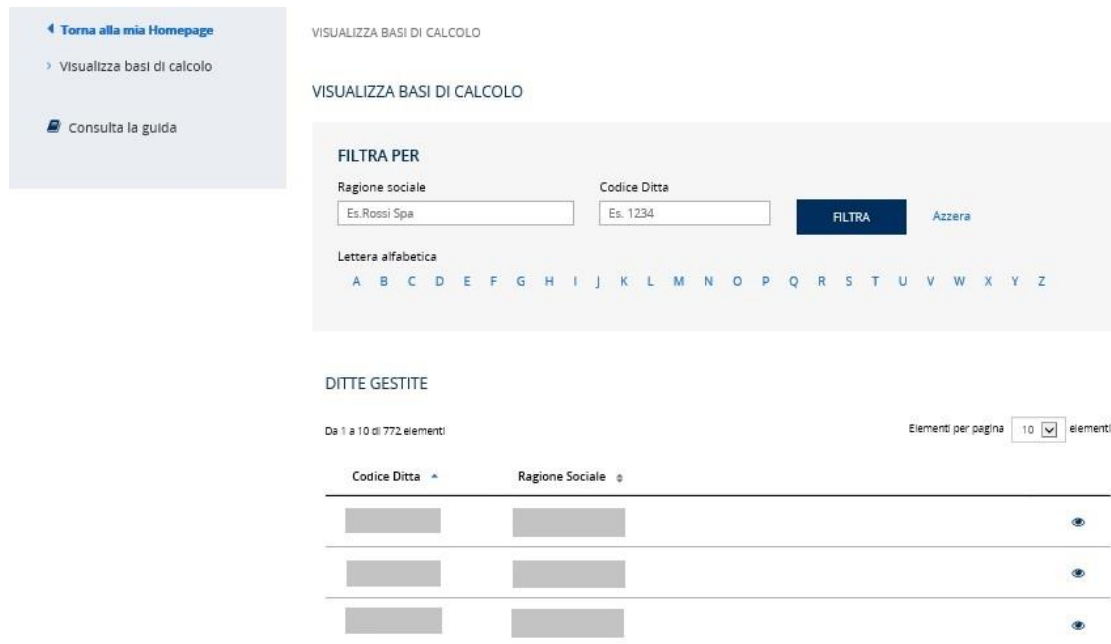 Torna alla mia Homepage
Visualizza basi di calcolo
Consulta la guida
VISUALIZZA BASI DI CALCOLO
VISUALIZZA BASI DI CALCOLO
FILTRA PER
Ragione sociale Codice Ditta
Es.Rossi Spa Es. 1234 FILTRA Azzera
Lettera alfabetica
A B C D E F G H I J K L M N O P Q R S T U V W X Y Z
DITTE GESTITE
Da 1 a 10 di 772 elementi Elementi per pagina 10 elementi
Codice Ditta Ragione Sociale